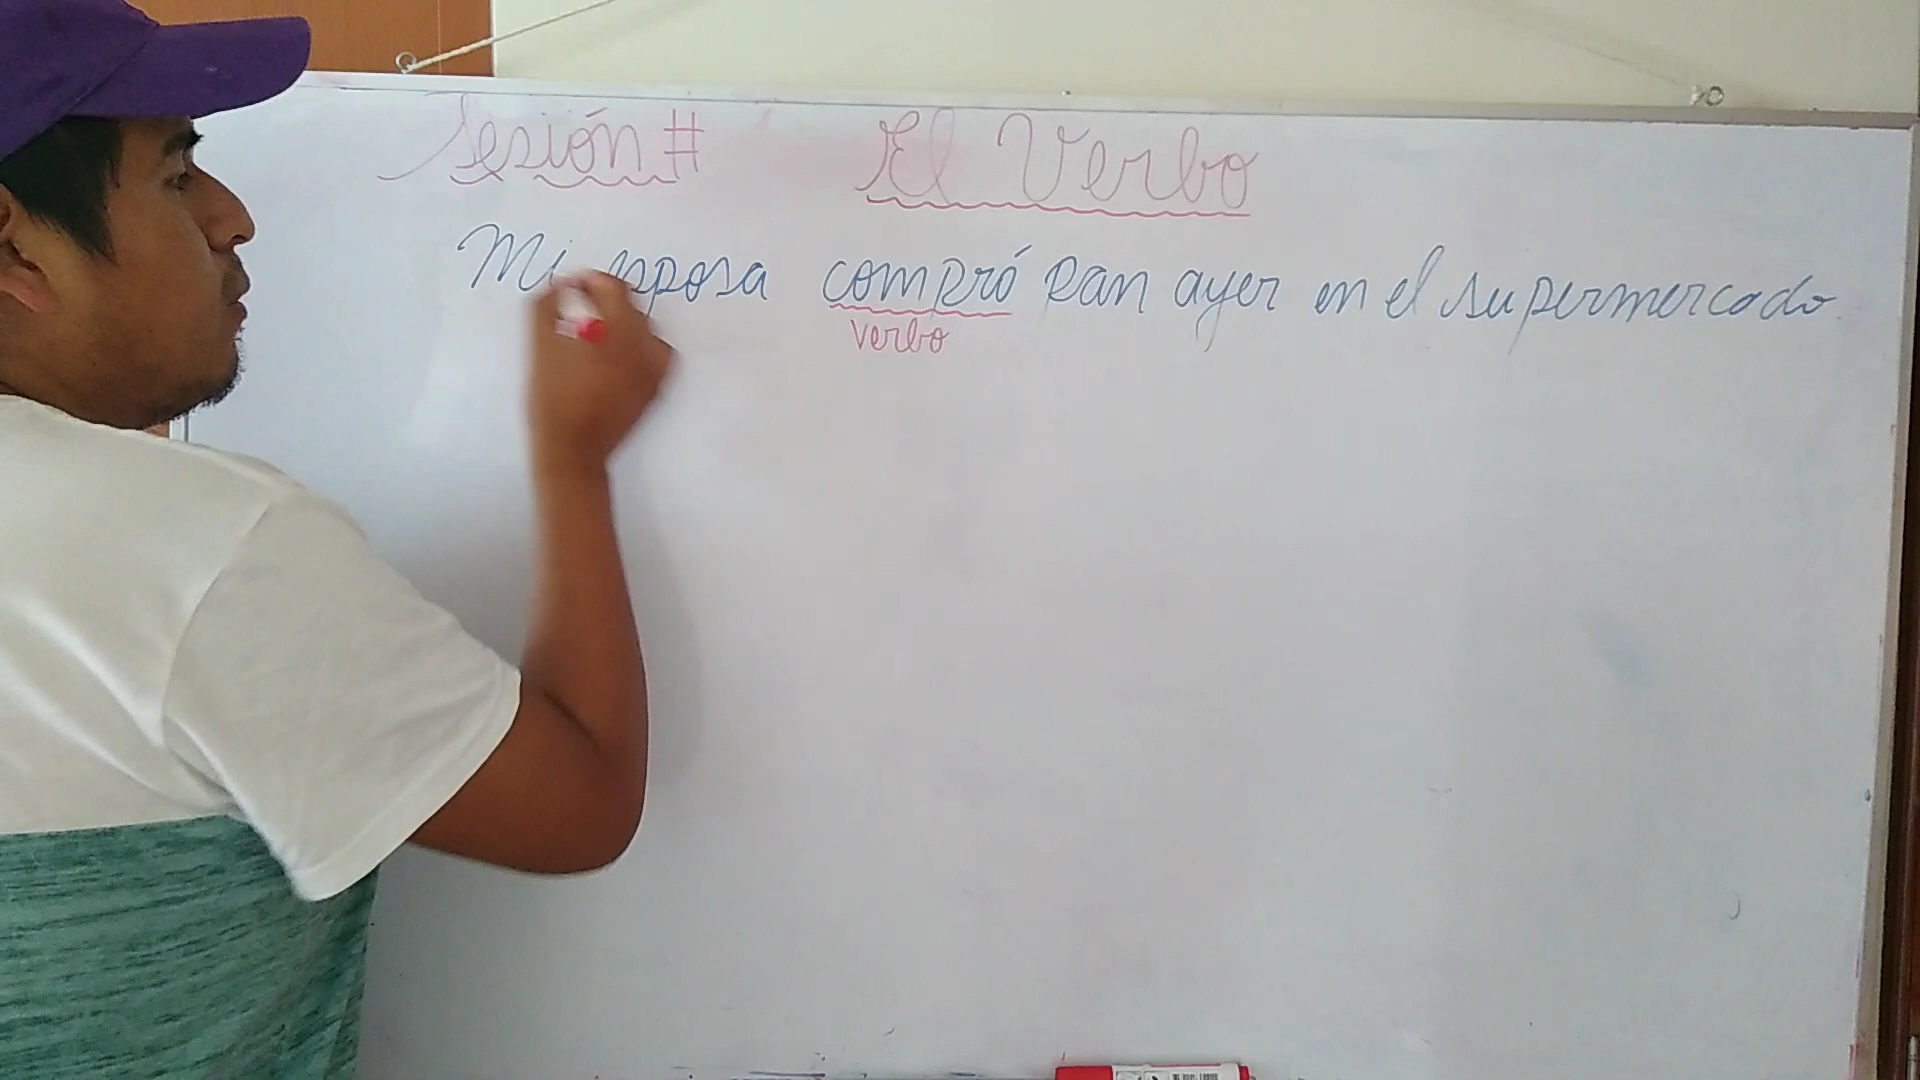 Sesión # El Verbo
Mi esposa compró pan ayer en el supermercado
verbo